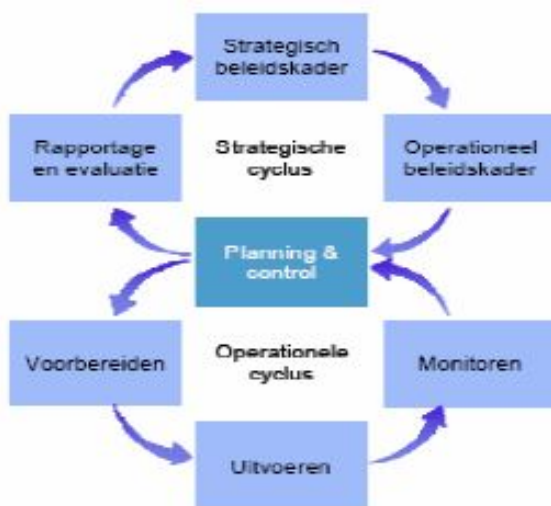 Strategisch
beleidskader
Rapportage
en evaluatie
Strategische
cyclus
Operationeel
beleidskader
Planning &
control
Voorbereiden
Operationele
cyclus
Monitoren
Uitvoeren